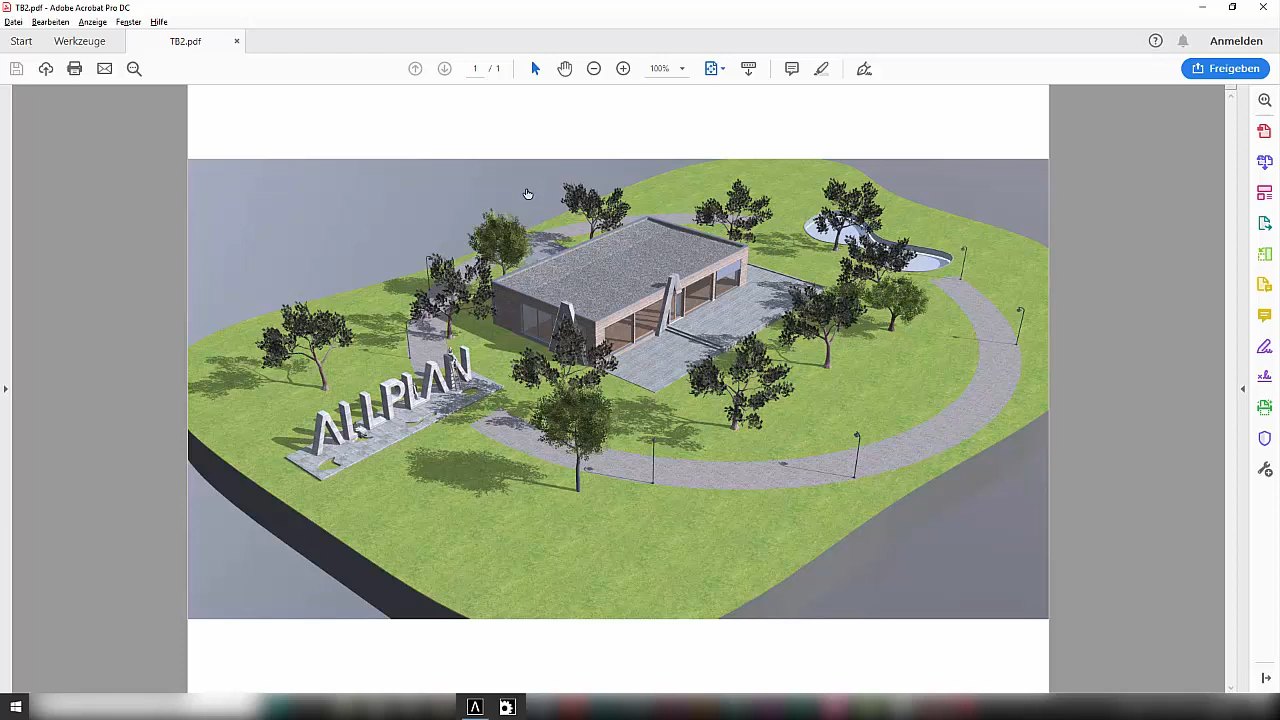 TB2.pdf - Adobe Acrobat Pro DC
Datei Bearbeiten Anzeige Fenster Hilfe
Start Werkzeuge TB2.pdf × Anmelden
1 / 1 100% Freigeben
ALLPLAN